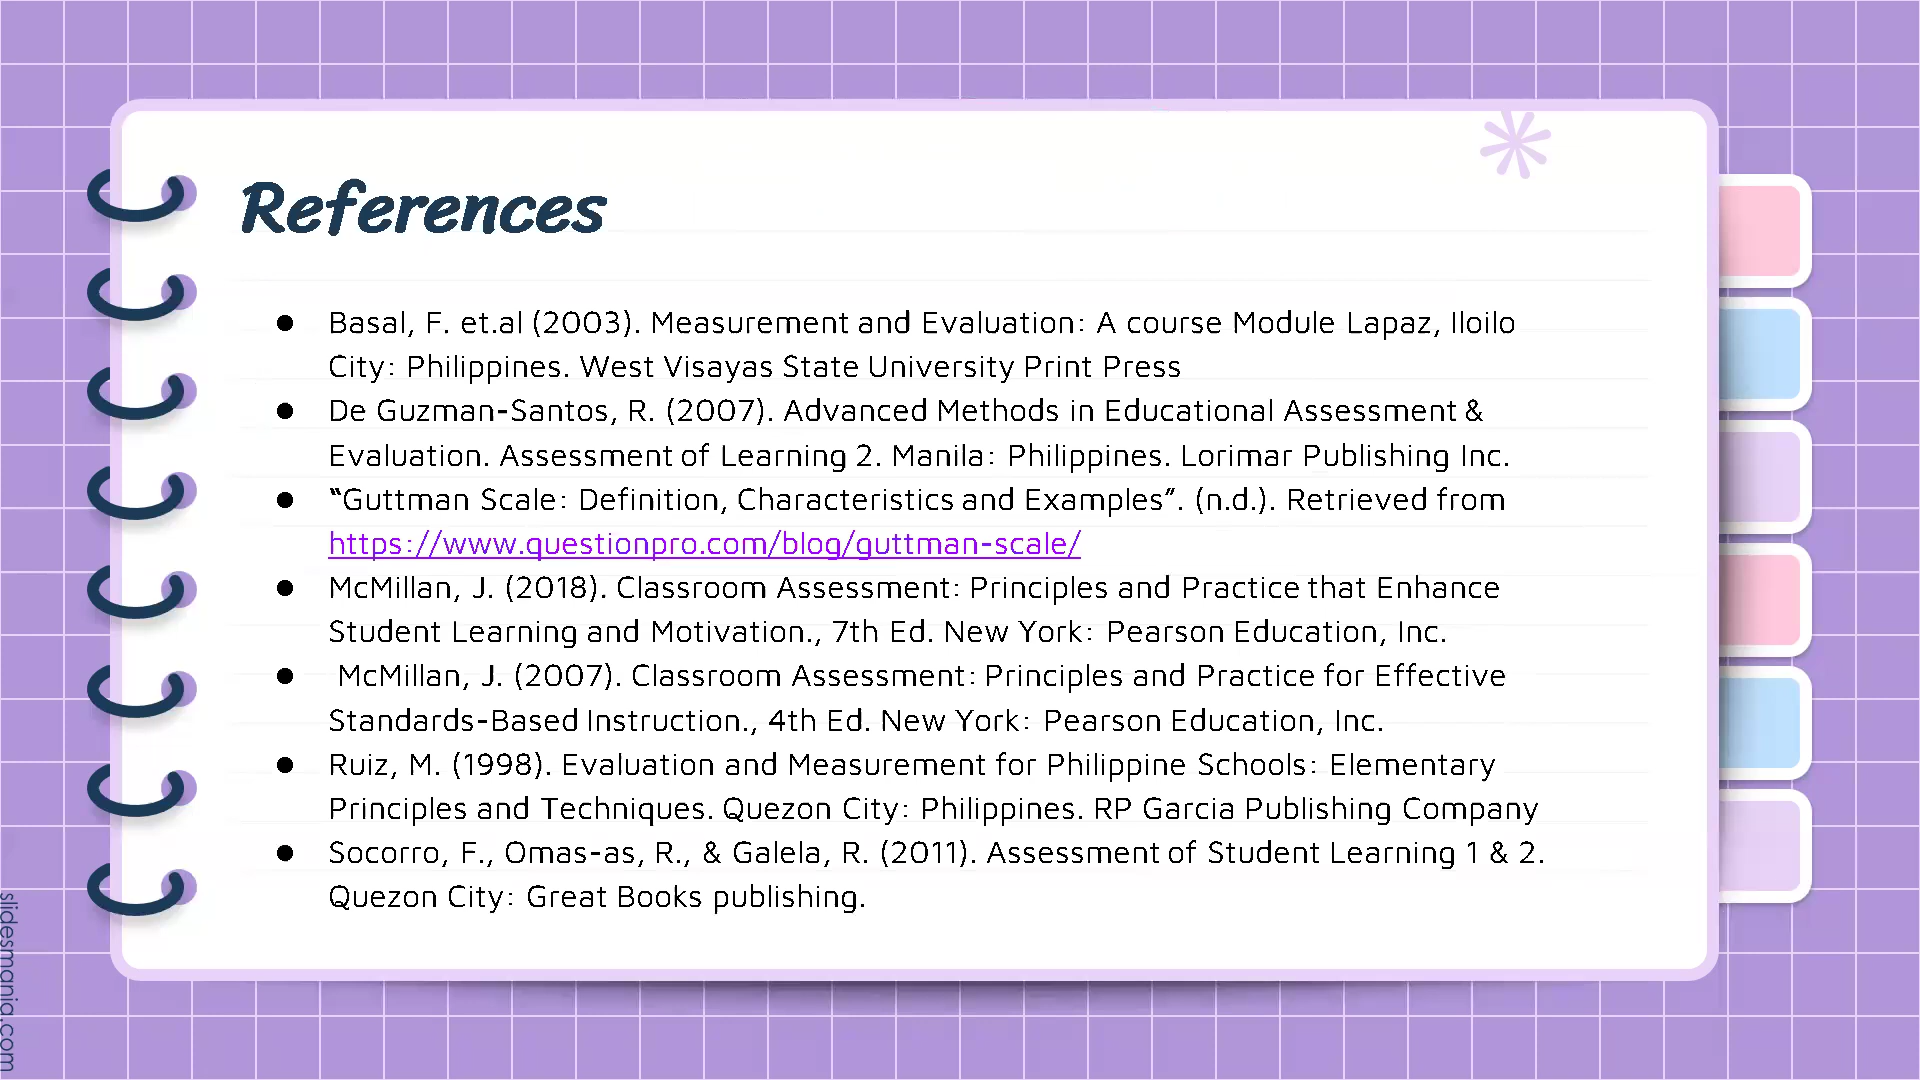 References
● Basal, F. et.al (2003). Measurement and Evaluation: A course Module Lapaz, Iloilo
City: Philippines. West Visayas State University Print Press
● De Guzman-Santos, R. (2007). Advanced Methods in Educational Assessment &
Evaluation. Assessment of Learning 2. Manila: Philippines. Lorimar Publishing Inc.
● “Guttman Scale: Definition, Characteristics and Examples”. (n.d.). Retrieved from
https://www.questionpro.com/blog/guttman-scale/
● McMillan, J. (2018). Classroom Assessment: Principles and Practice that Enhance
Student Learning and Motivation., 7th Ed. New York: Pearson Education, Inc.
● McMillan, J. (2007). Classroom Assessment: Principles and Practice for Effective
Standards-Based Instruction., 4th Ed. New York: Pearson Education, Inc.
● Ruiz, M. (1998). Evaluation and Measurement for Philippine Schools: Elementary
Principles and Techniques. Quezon City: Philippines. RP Garcia Publishing Company
● Socorro, F., Omas-as, R., & Galela, R. (2011). Assessment of Student Learning 1 & 2.
Quezon City: Great Books publishing.
slidesmania.com